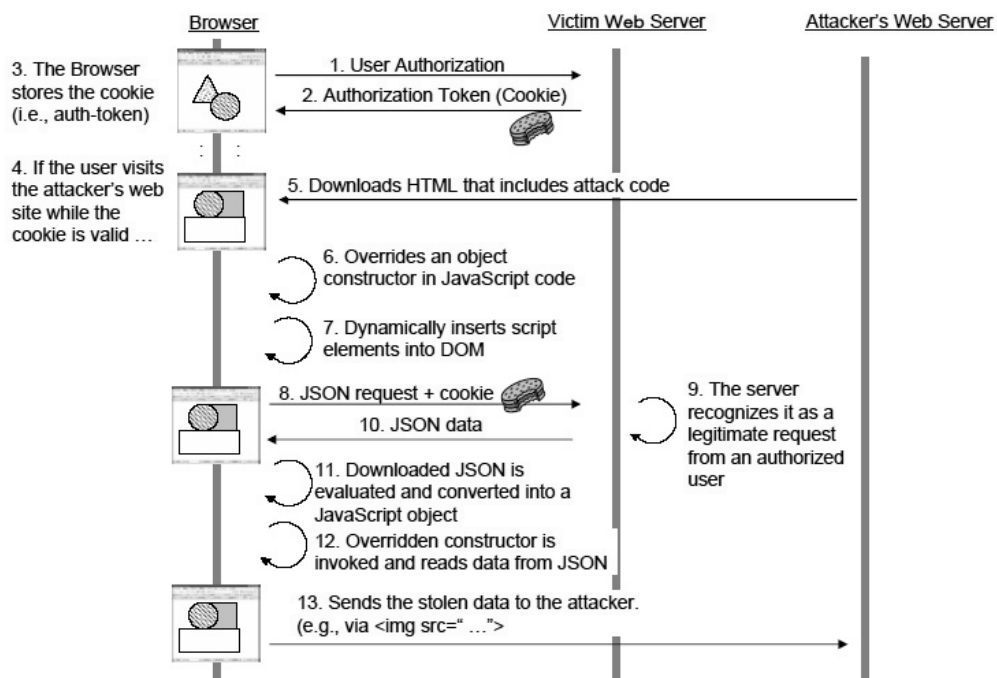 Browser
Victim Web Server
Attacker's Web Server
3. The Browser
stores the cookie
(i.e., auth-token)
1. User Authorization
2. Authorization Token (Cookie)
: :
4. If the user visits
the attacker's web
site while the
cookie is valid …
5. Downloads HTML that includes attack code
6. Overrides an object
constructor in JavaScript code
7. Dynamically inserts script
elements into DOM
8. JSON request + cookie
9. The server
recognizes it as a
legitimate request
from an authorized
user
10. JSON data
11. Downloaded JSON is
evaluated and converted into a
JavaScript object
12. Overridden constructor is
invoked and reads data from JSON
13. Sends the stolen data to the attacker.
(e.g., via <img src=“ …”>